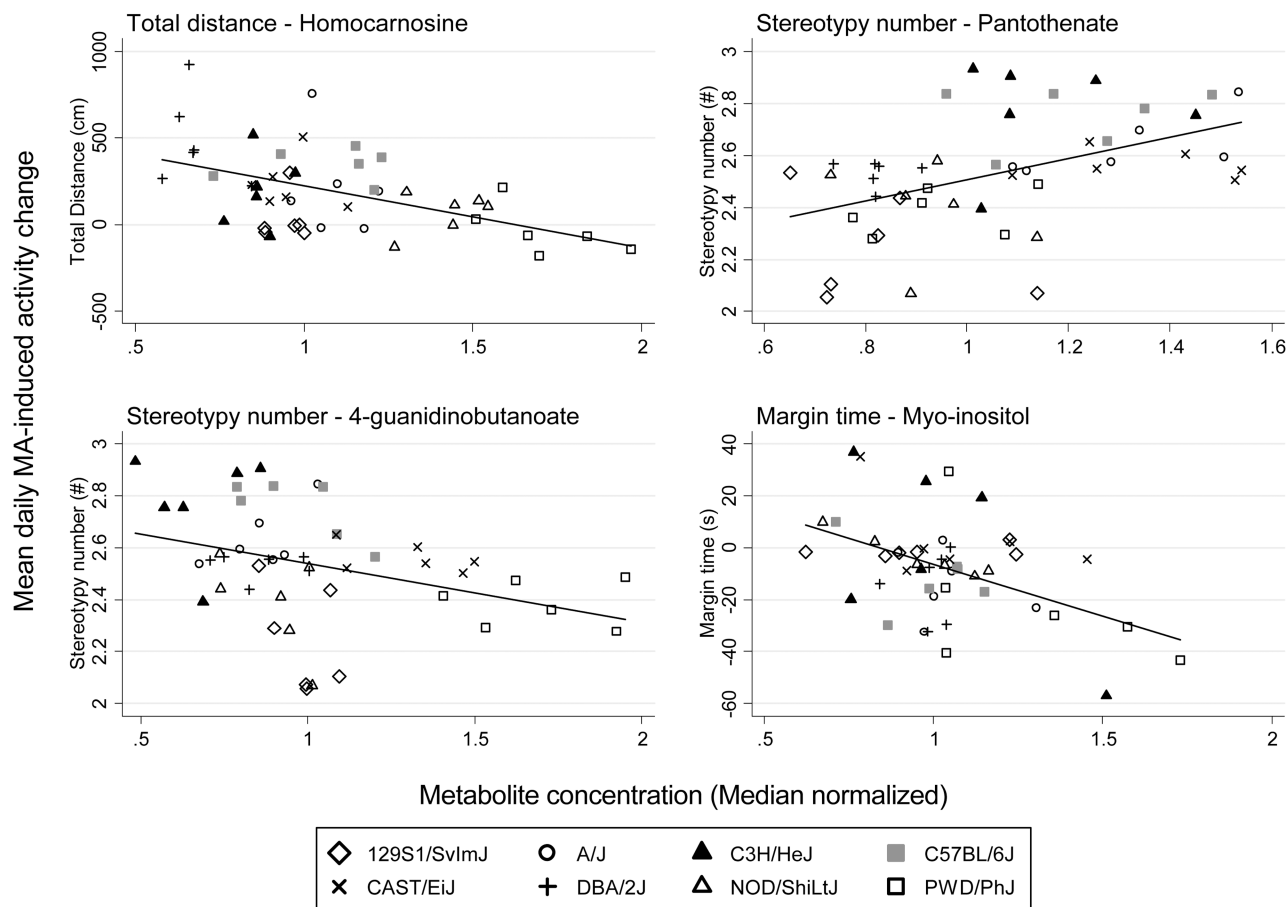 Mean daily MA-induced activity change
Total distance - Homocarnosine
Total Distance (cm)
1000
500
0
-500
.5 1 1.5 2
Stereotypy number - Pantothenate
Stereotypy number (#)
3
2.8
2.6
2.4
2.2
2
.6 .8 1 1.2 1.4 1.6
Stereotypy number - 4-guanidinobutanoate
Stereotypy number (#)
3
2.8
2.6
2.4
2.2
2
.5 1 1.5 2
Margin time - Myo-inositol
Margin time (s)
40
20
0
-20
-40
-60
.5 1 1.5 2
Metabolite concentration (Median normalized)
129S1/SvImJ A/J C3H/HeJ C57BL/6J
CAST/EiJ DBA/2J NOD/ShiLtJ PWD/PhJ